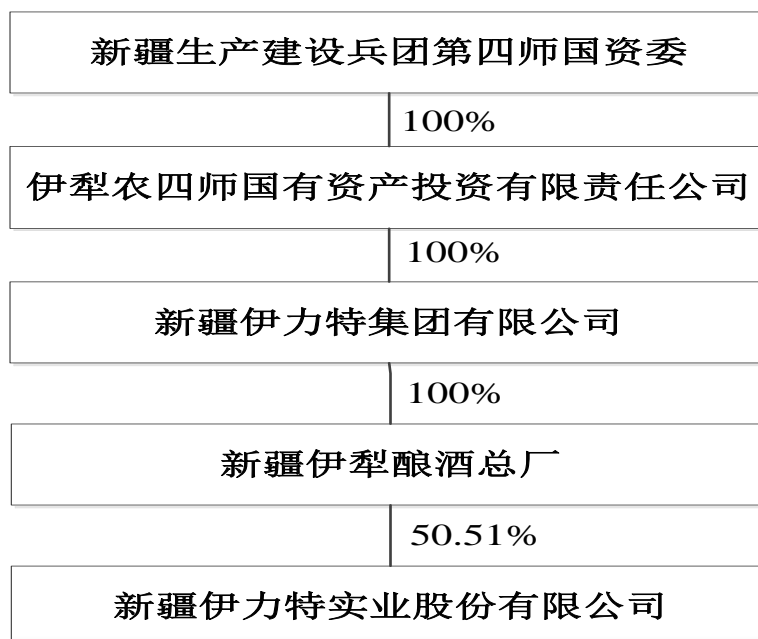 新疆生产建设兵团第四师国资委
100%
伊犁农四师国有资产投资有限责任公司
100%
新疆伊力特集团有限公司
100%
新疆伊犁酿酒总厂
50.51%
新疆伊力特实业股份有限公司